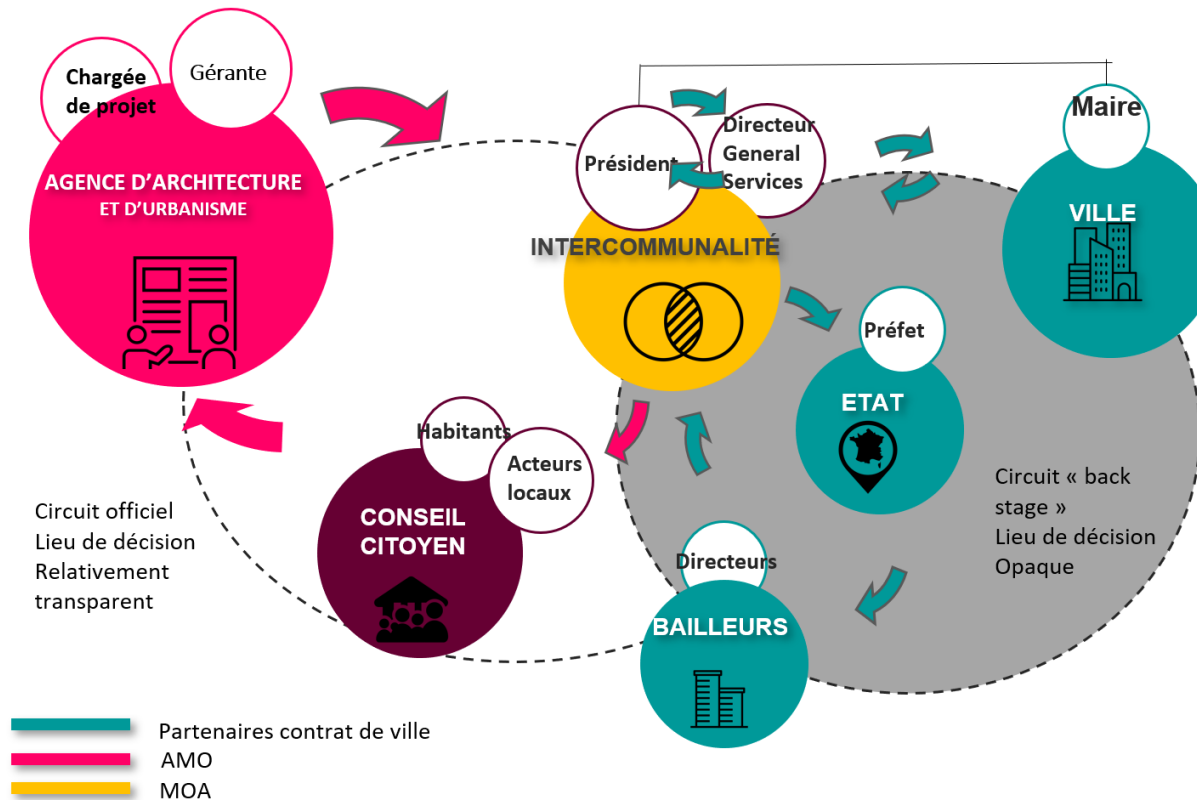 Chargée
de projet
Gérante
AGENCE D’ARCHITECTURE
ET D’URBANISME
Président
Directeur
General
Services
INTERCOMMUNALITÉ
Maire
VILLE
Préfet
ETAT
Habitants
Acteurs
locaux
CONSEIL
CITOYEN
Directeurs
BAILLEURS
Circuit officiel
Lieu de décision
Relativement
transparent
Circuit « back
stage »
Lieu de décision
Opaque
Partenaires contrat de ville
AMO
MOA